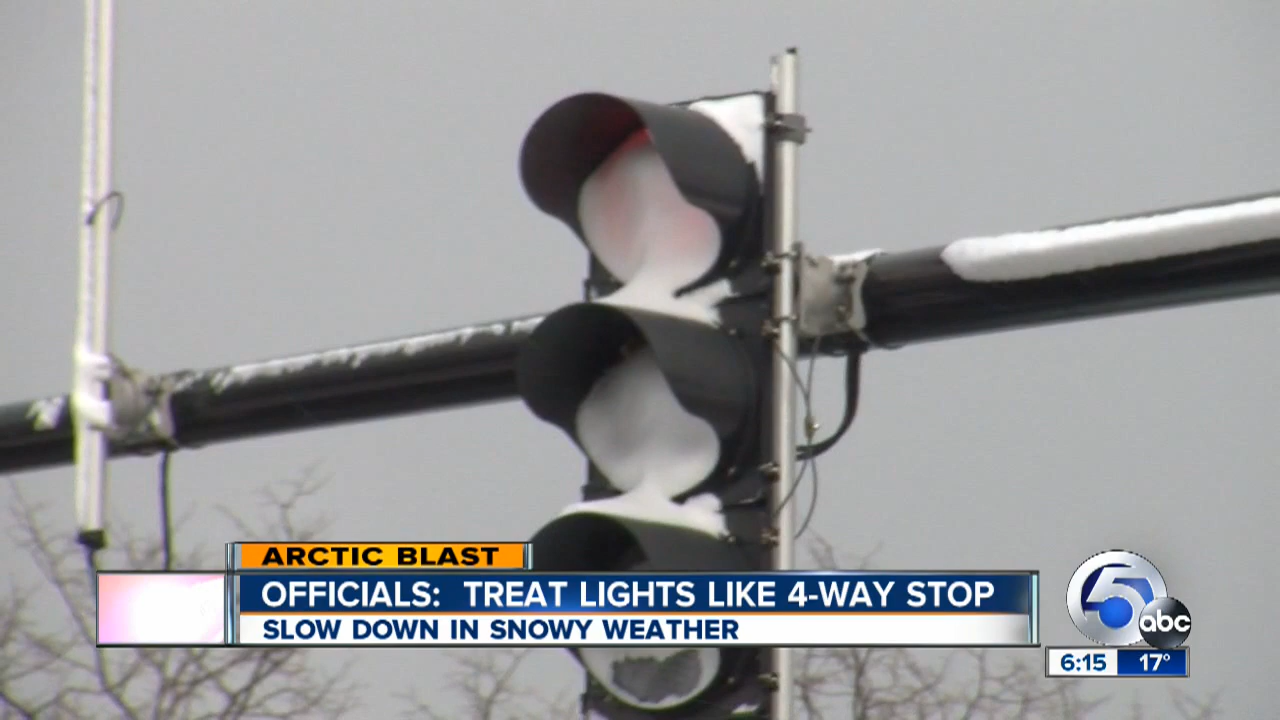 ARCTIC BLAST
OFFICIALS: TREAT LIGHTS LIKE 4-WAY STOP
SLOW DOWN IN SNOWY WEATHER
5
abc
6:15 17°